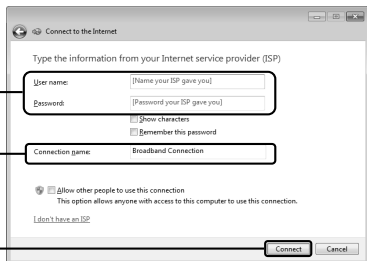 Connect to the Internet
Type the information from your Internet service provider (ISP)
User name: [Name your ISP gave you]
Password: [Password your ISP gave you]
Show characters
Remember this password
Connection name: Broadband Connection
Allow other people to use this connection
This option allows anyone with access to this computer to use this connection.
I don't have an ISP
Connect Cancel